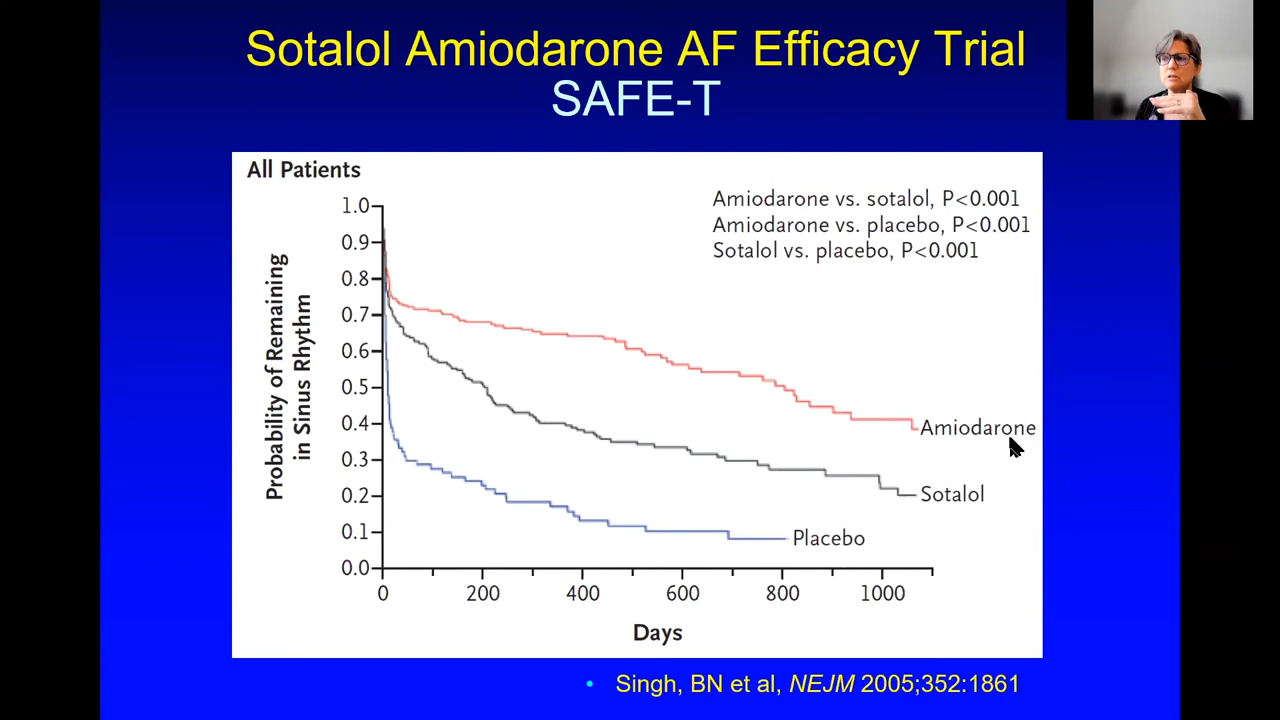 Sotalol Amiodarone AF Efficacy Trial
SAFE-T
All Patients
Amiodarone vs. sotalol, P<0.001
Amiodarone vs. placebo, P<0.001
Sotalol vs. placebo, P<0.001
Probability of Remaining
in Sinus Rhythm
1.0
0.9
0.8
0.7
0.6
0.5
0.4
0.3
0.2
0.1
0.0
Amiodarone
Sotalol
Placebo
0 200 400 600 800 1000
Days
• Singh, BN et al, NEJM 2005;352:1861